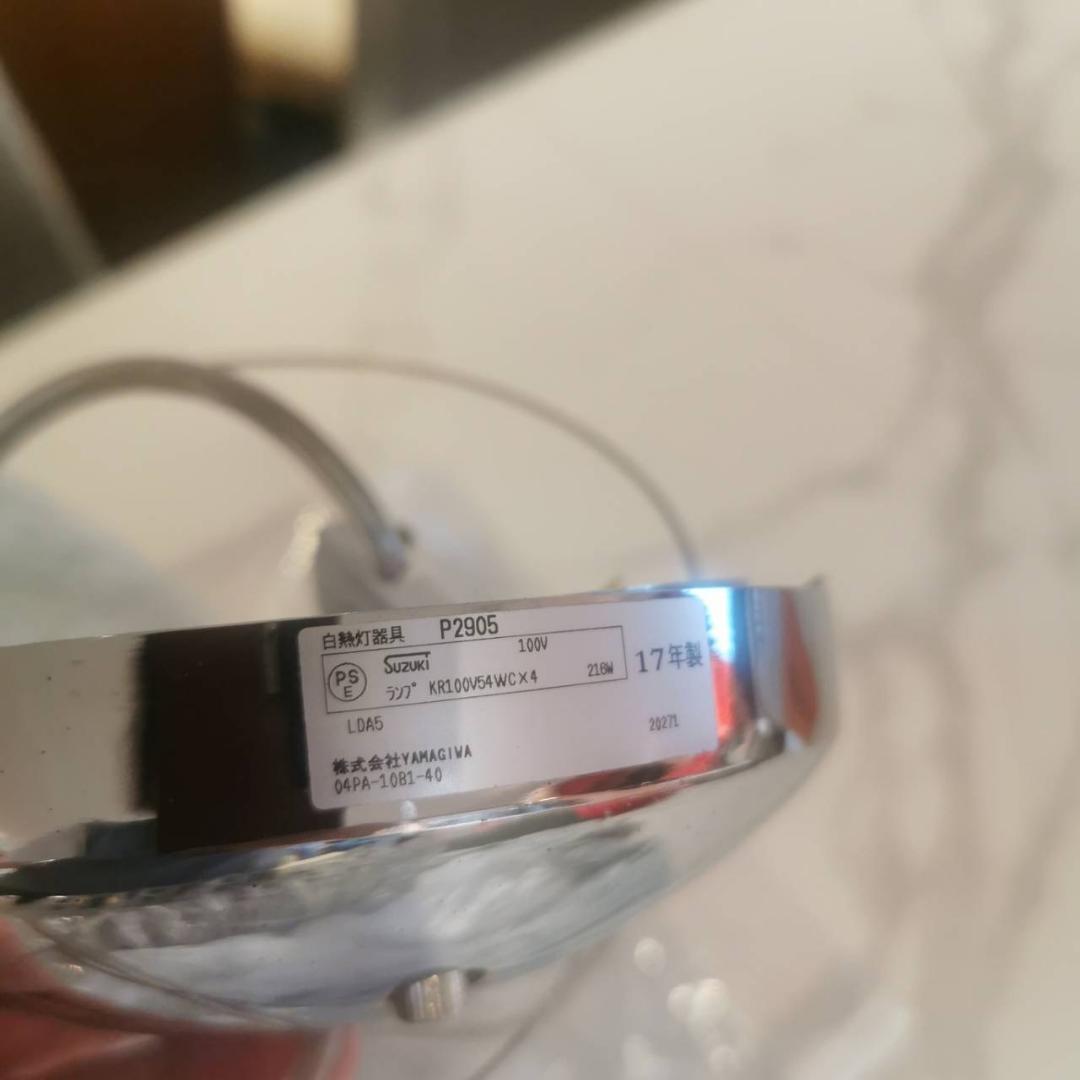 白熱灯器具 P2905
PS
E
SUZUKI 100V
ランプ KR100V54WC×4 216W
17年製
LDA5 20271
株式会社YAMAGIWA
04PA-10B1-40